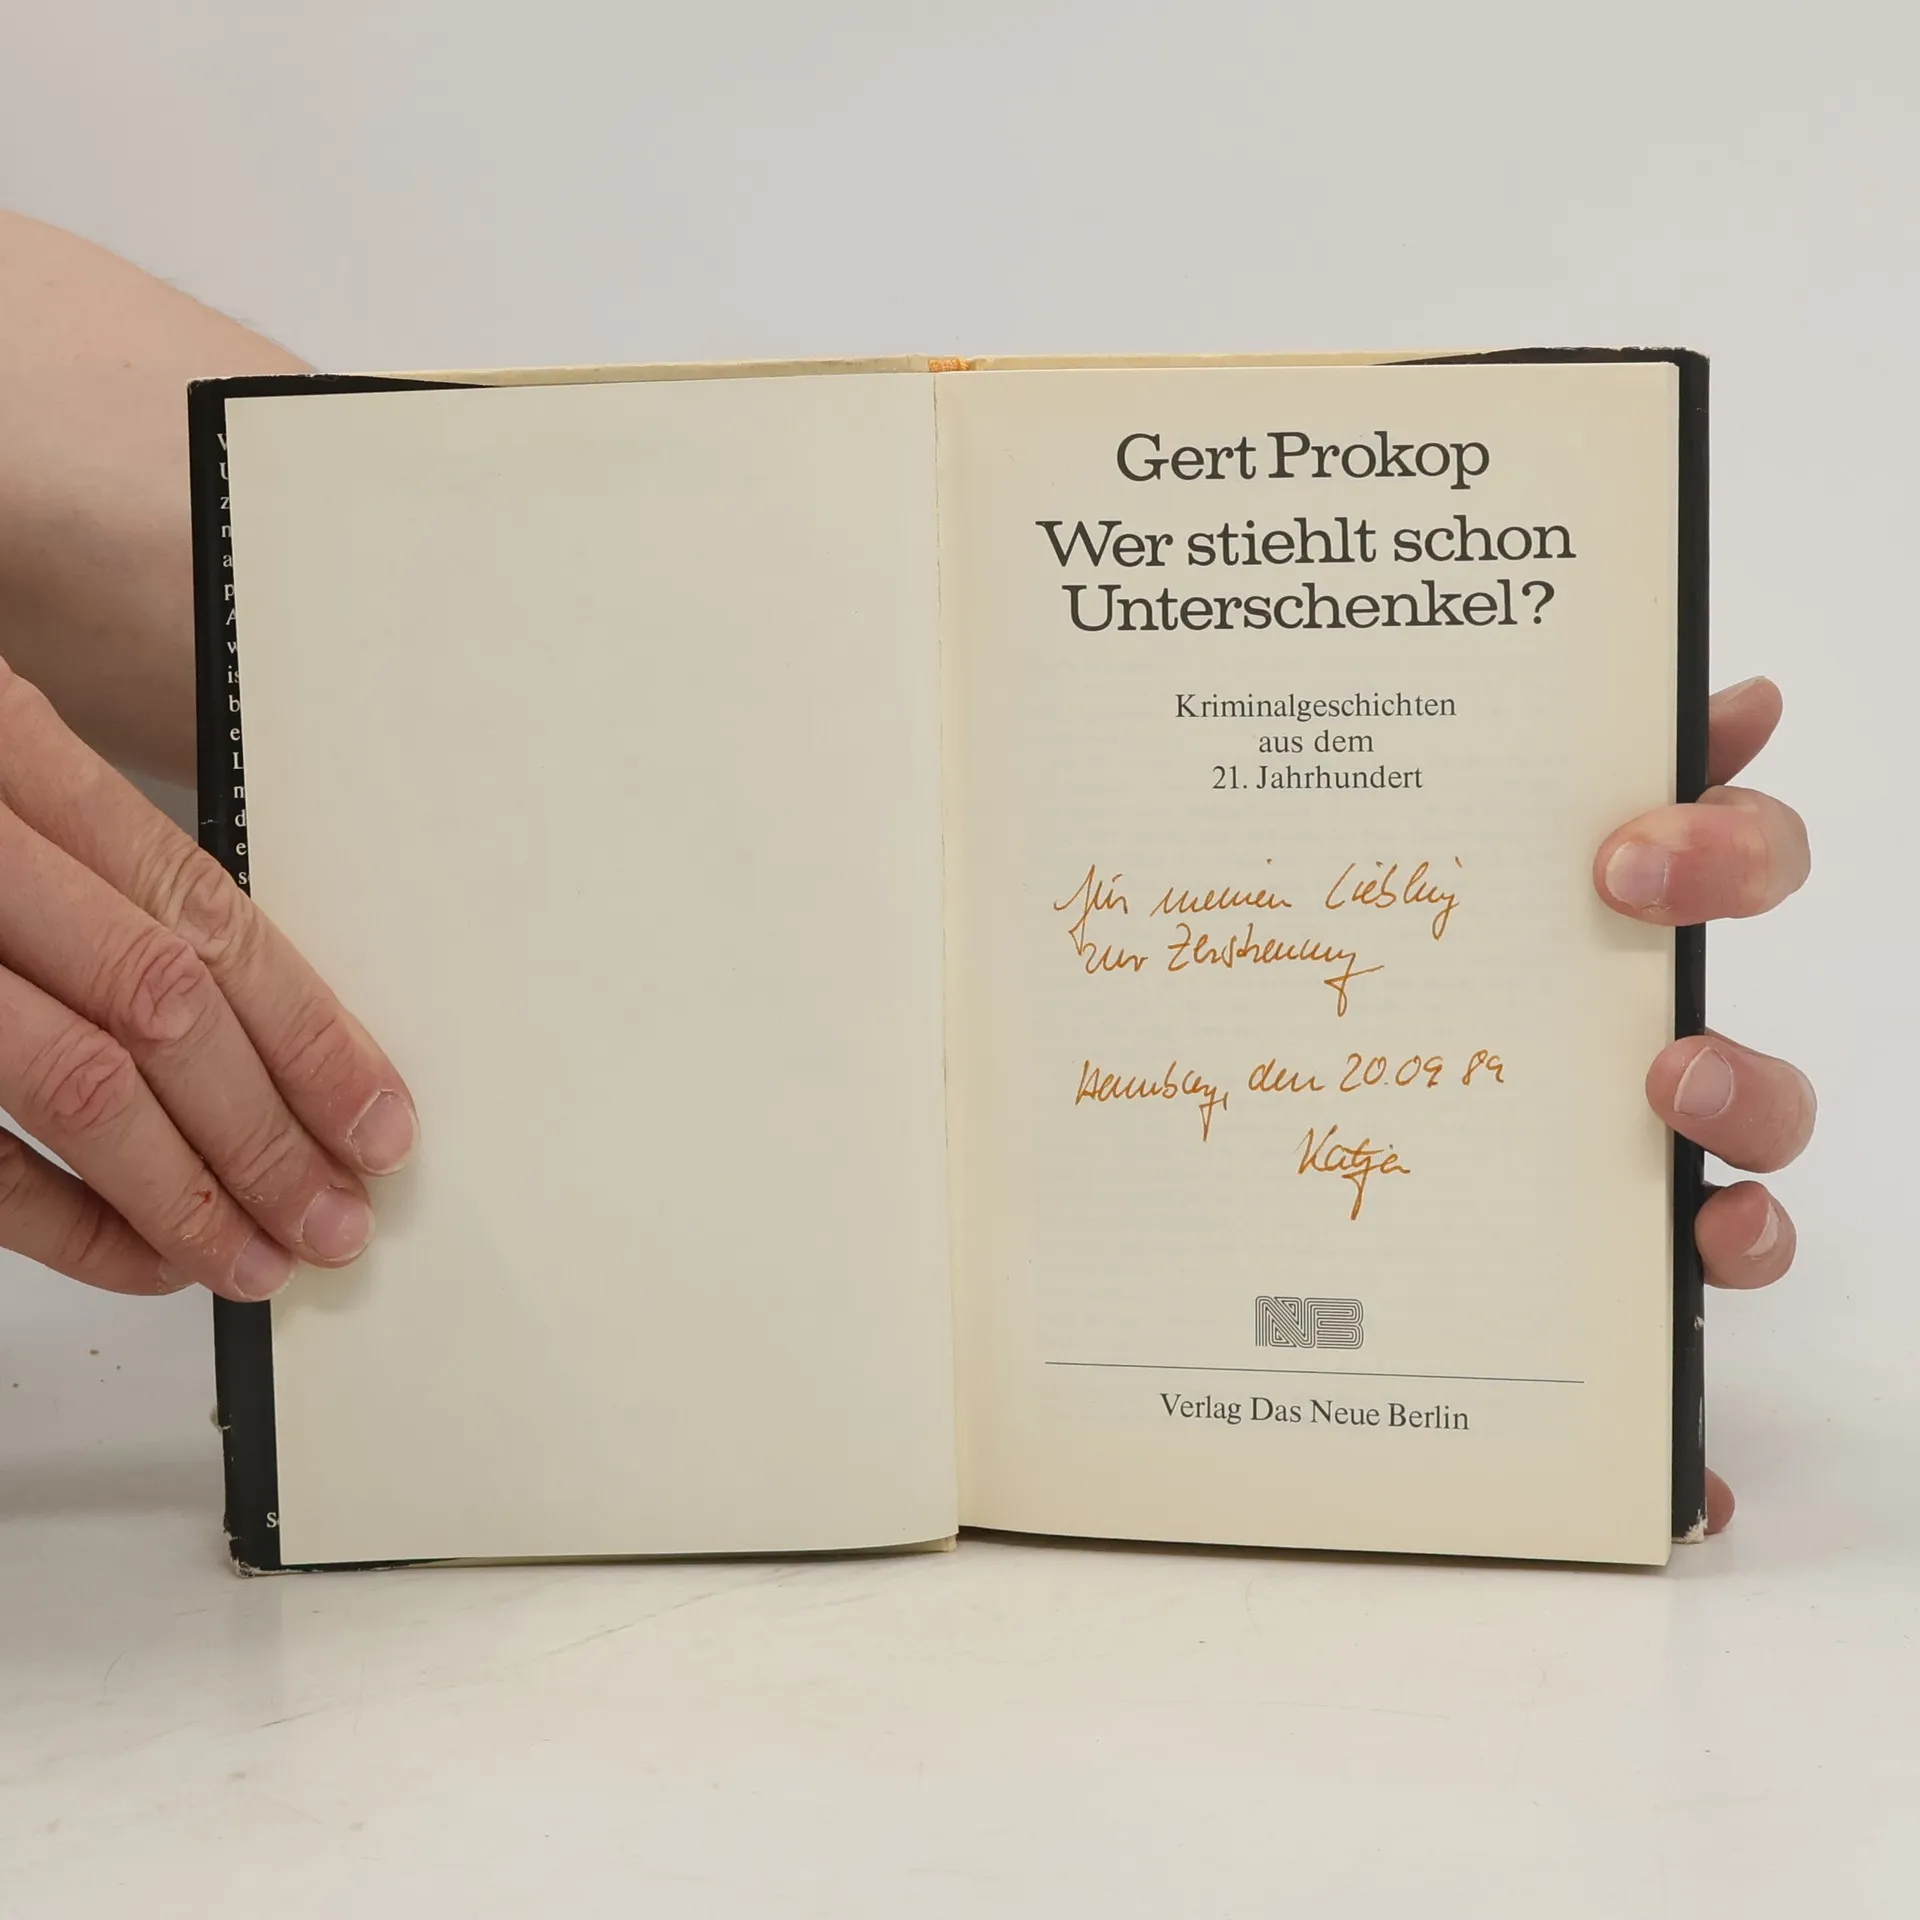 V
U
z
n
a
p
A
w
is
b
e
L
m
d
e
s
S
Gert Prokop
Wer stiehlt schon
Unterschenkel?
Kriminalgeschichten
aus dem
21. Jahrhundert
für meinen Liebling
zur Zerstreuung
Hamburg, den 20.09 89
Katja
NB
Verlag Das Neue Berlin